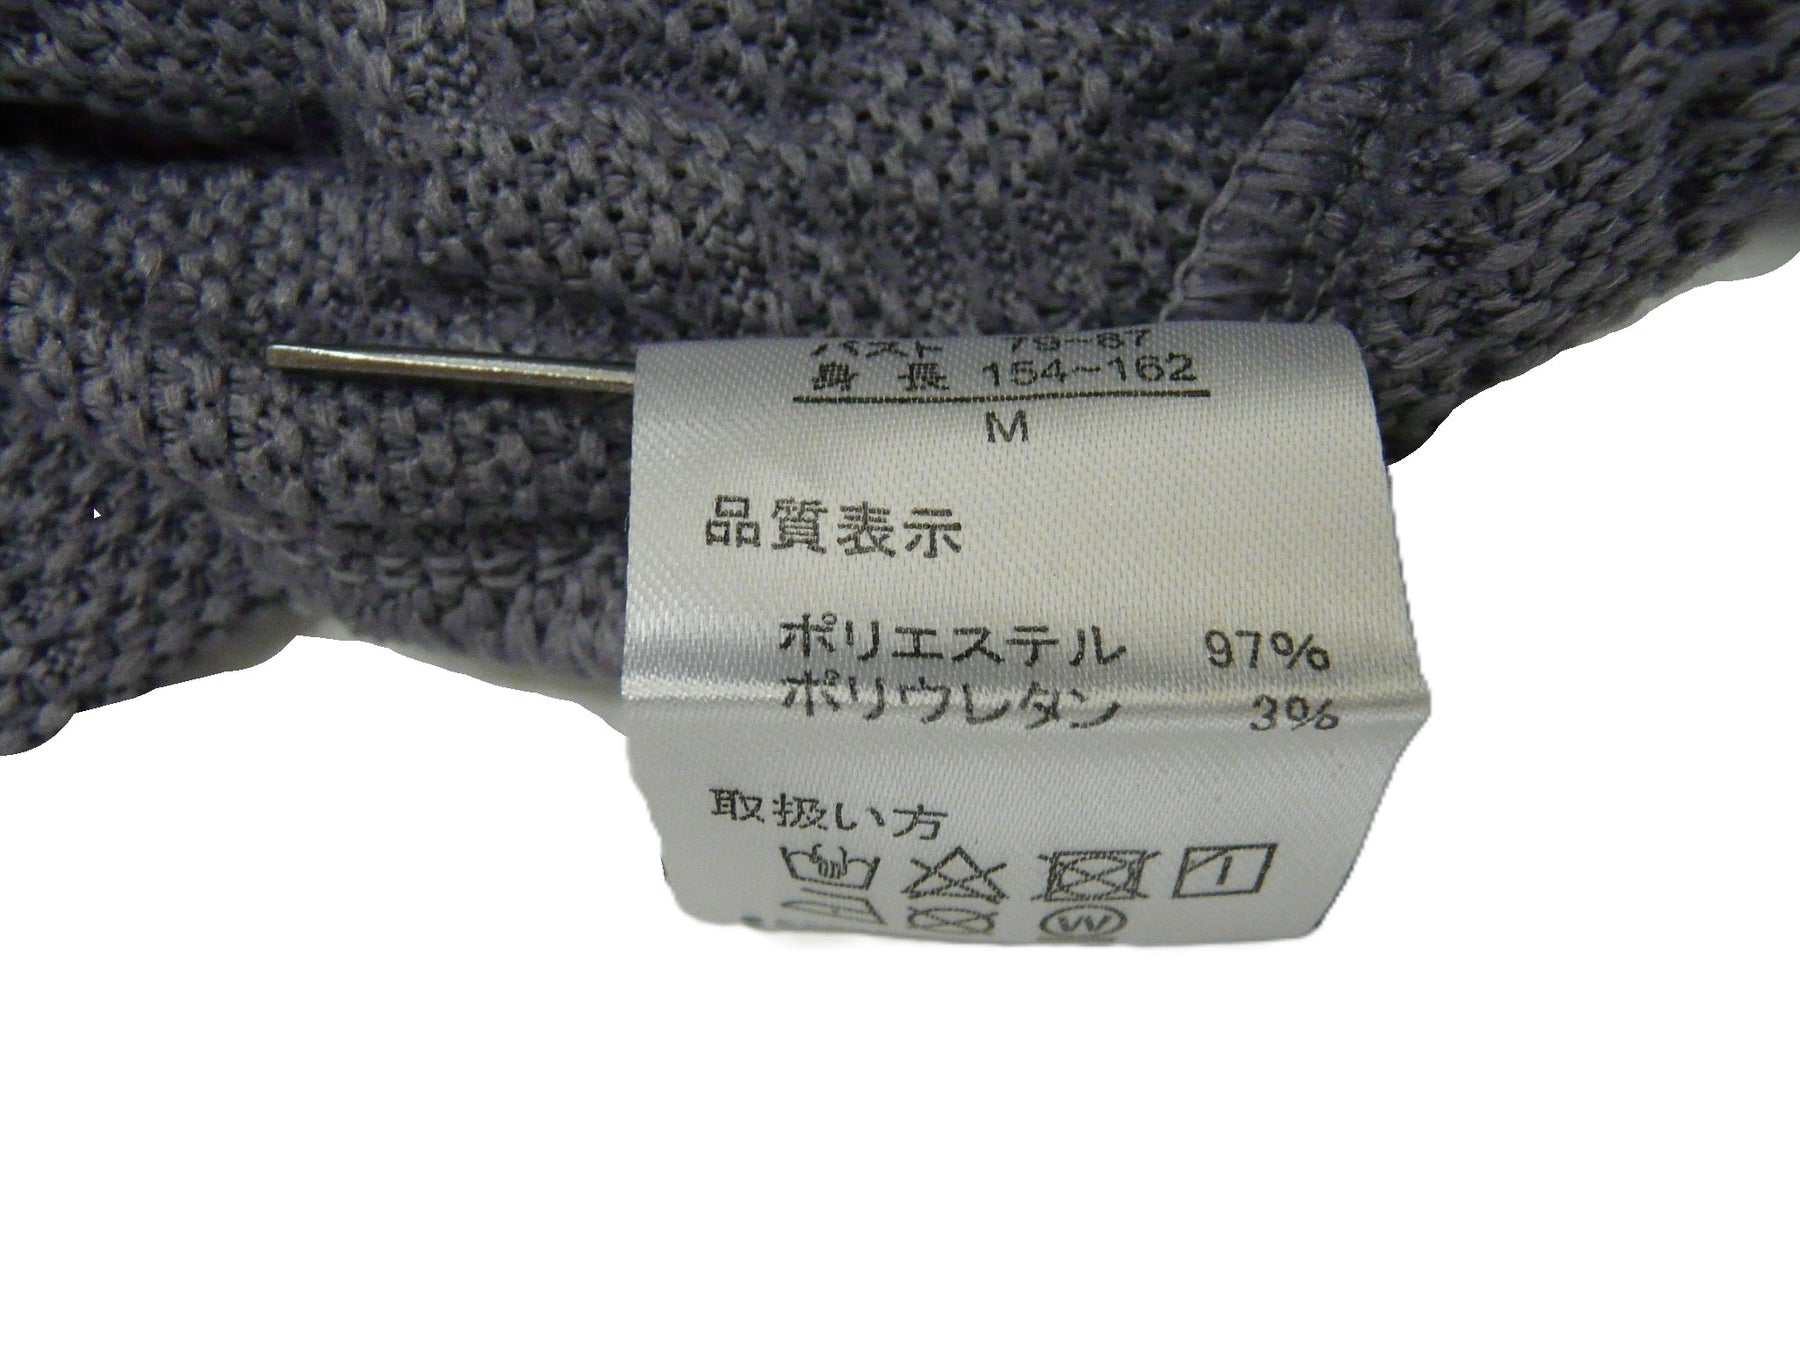 バスト 79~87
身長 154~162
M
品質表示
ポリエステル 97%
ポリウレタン 3%
取扱い方